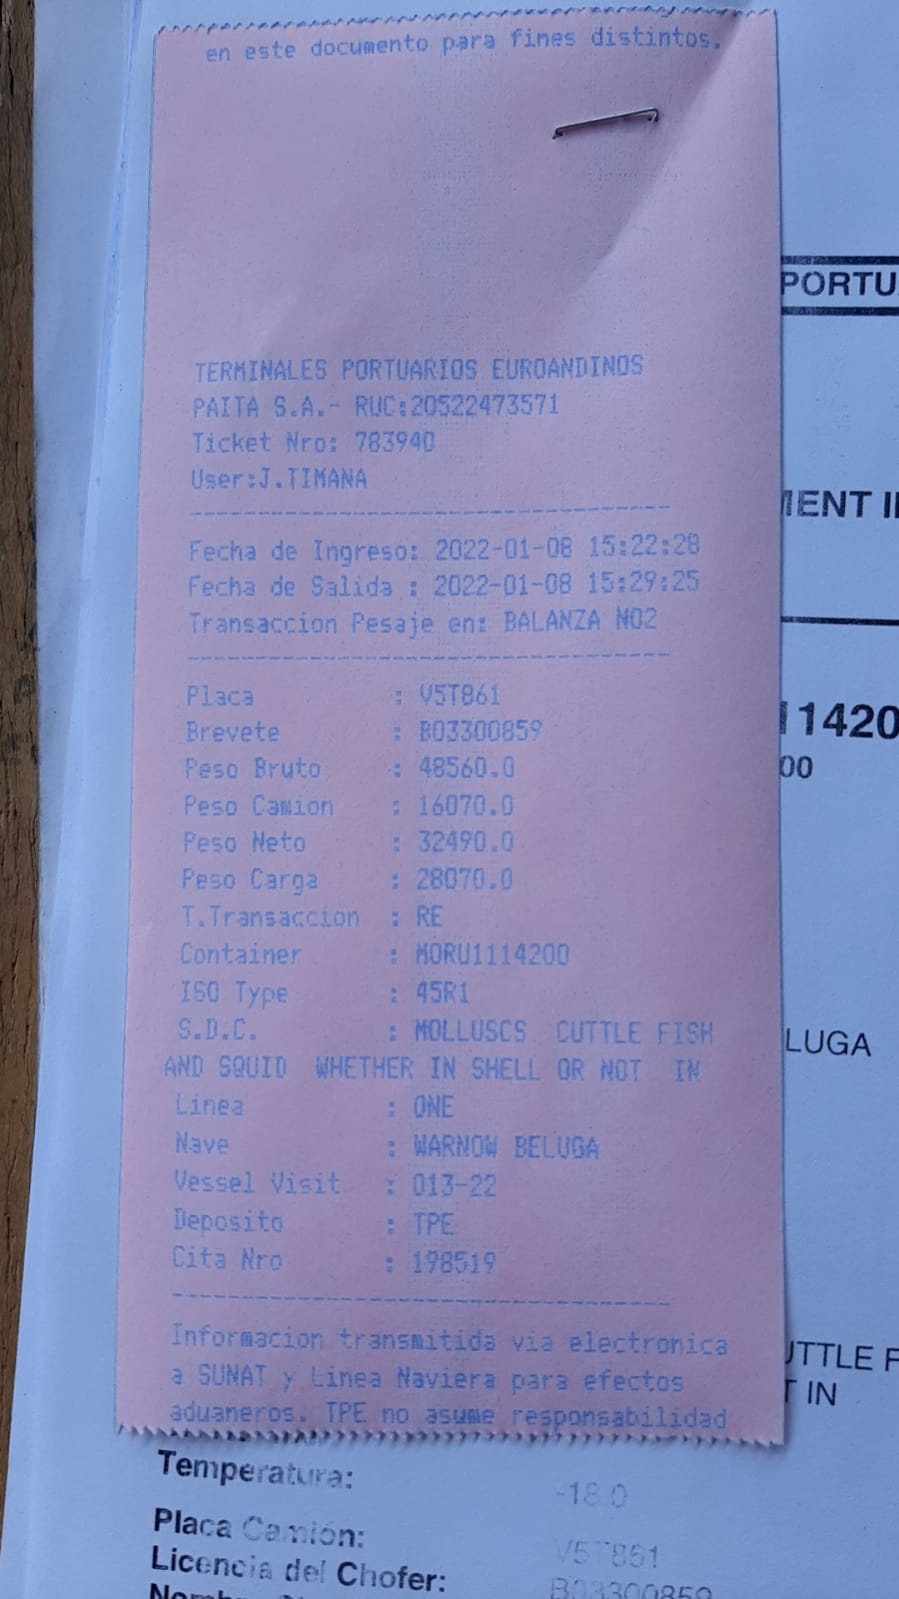 en este documento para fines distintos.
PORTU
TERMINALES PORTUARIOS EUROANDINOS
PAITA S.A.- RUC:20522473571
Ticket Nro: 783940
User:J.TIMANA
MENT I
Fecha de Ingreso: 2022-01-08 15:22:28
Fecha de Salida : 2022-01-08 15:29:25
Transaccion Pesaje en: BALANZA NO2
Placa : V5T861
11420
Brevete : B03300859
00
Peso Bruto : 48560.0
Peso Camion : 16070.0
Peso Neto : 32490.0
Peso Carga : 28070.0
T.Transaccion : RE
Container : MORU1114200
ISO Type : 45R1
S.D.C. : MOLLUSCS CUTTLE FISH
LUGA
AND SQUID WHETHER IN SHELL OR NOT IN
Linea : ONE
Nave : WARNOW BELUGA
Vessel Visit : 013-22
Deposito : TPE
Cita Nro : 198519
Informacion transmitida via electronica
UTTLE F
a SUNAT y Linea Naviera para efectos
T IN
aduaneros. TPE no asume responsabilidad
Temperatura: -18.0
Placa Camión: V5T861
Licencia del Chofer: B03300859